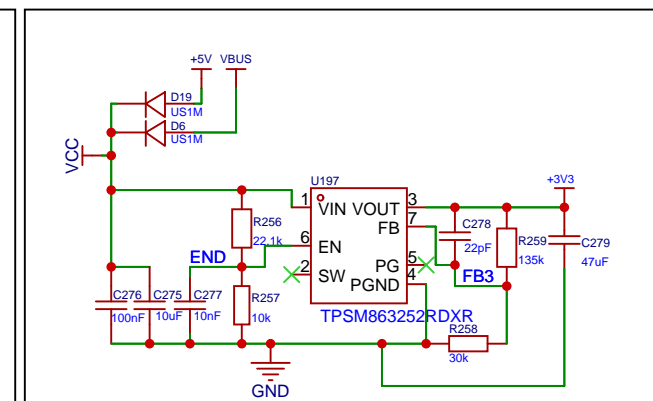 +5V VBUS
D19
US1M
D6
US1M
VCC
U197
+3V3
1 VIN VOUT 3
FB 7
R256
22.1k
C278
22pF
R259
135k
C279
47uF
END
6 EN
2 SW
PG 5
PGND 4
FB3
C276
100nF
C275
10uF
C277
10nF
R257
10k
TPSM863252RDXR
R258
30k
GND